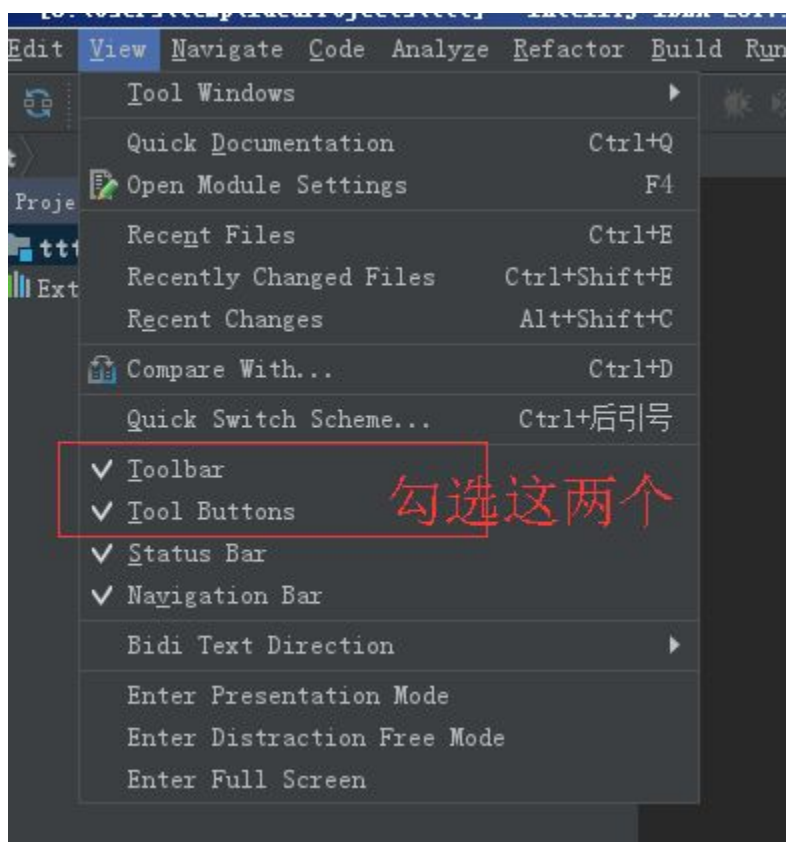 Edit View Navigate Code Analyze Refactor Build Run
Tool Windows
Quick Documentation Ctrl+Q
Open Module Settings F4
Proje
Recent Files Ctrl+E
ttt
Recently Changed Files Ctrl+Shift+E
Ext
Recent Changes Alt+Shift+C
Compare With... Ctrl+D
Quick Switch Scheme... Ctrl+后引号
Toolbar
勾选这两个
Tool Buttons
Status Bar
Navigation Bar
Bidi Text Direction
Enter Presentation Mode
Enter Distraction Free Mode
Enter Full Screen